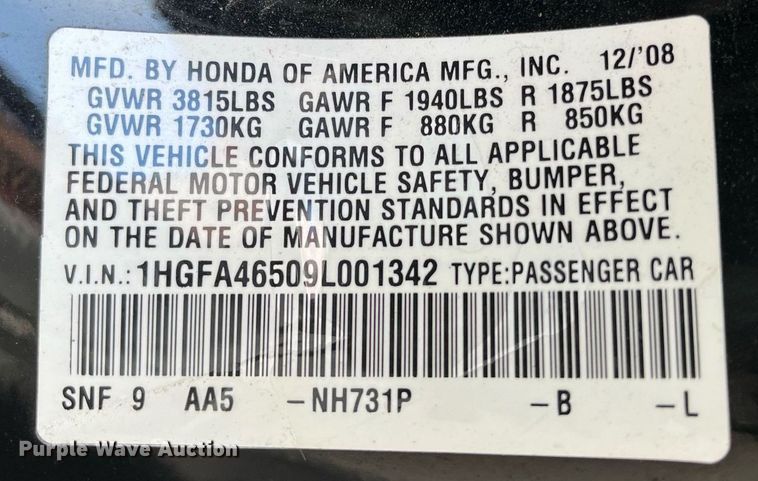 MFD. BY HONDA OF AMERICA MFG., INC. 12/'08
GVWR 3815LBS GAWR F 1940LBS R 1875LBS
GVWR 1730KG GAWR F 880KG R 850KG
THIS VEHICLE CONFORMS TO ALL APPLICABLE
FEDERAL MOTOR VEHICLE SAFETY, BUMPER,
AND THEFT PREVENTION STANDARDS IN EFFECT
ON THE DATE OF MANUFACTURE SHOWN ABOVE.
V.I.N.: 1HGFA46509L001342 TYPE:PASSENGER CAR
SNF 9 AA5 -NH731P -B -L
Purple Wave Auction